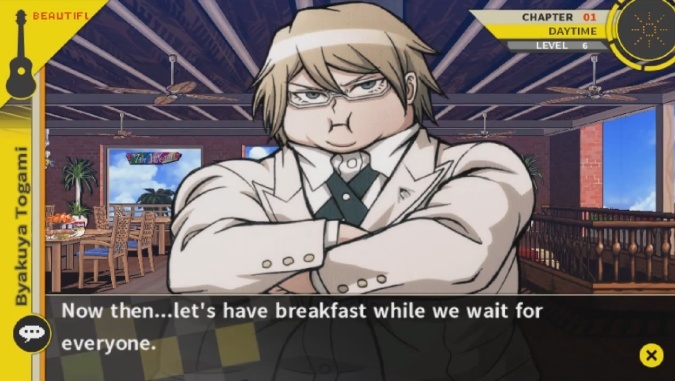 BEAUTIFL
CHAPTER 01
DAYTIME
LEVEL 6
Byakuya Togami
Now then...let's have breakfast while we wait for
everyone.